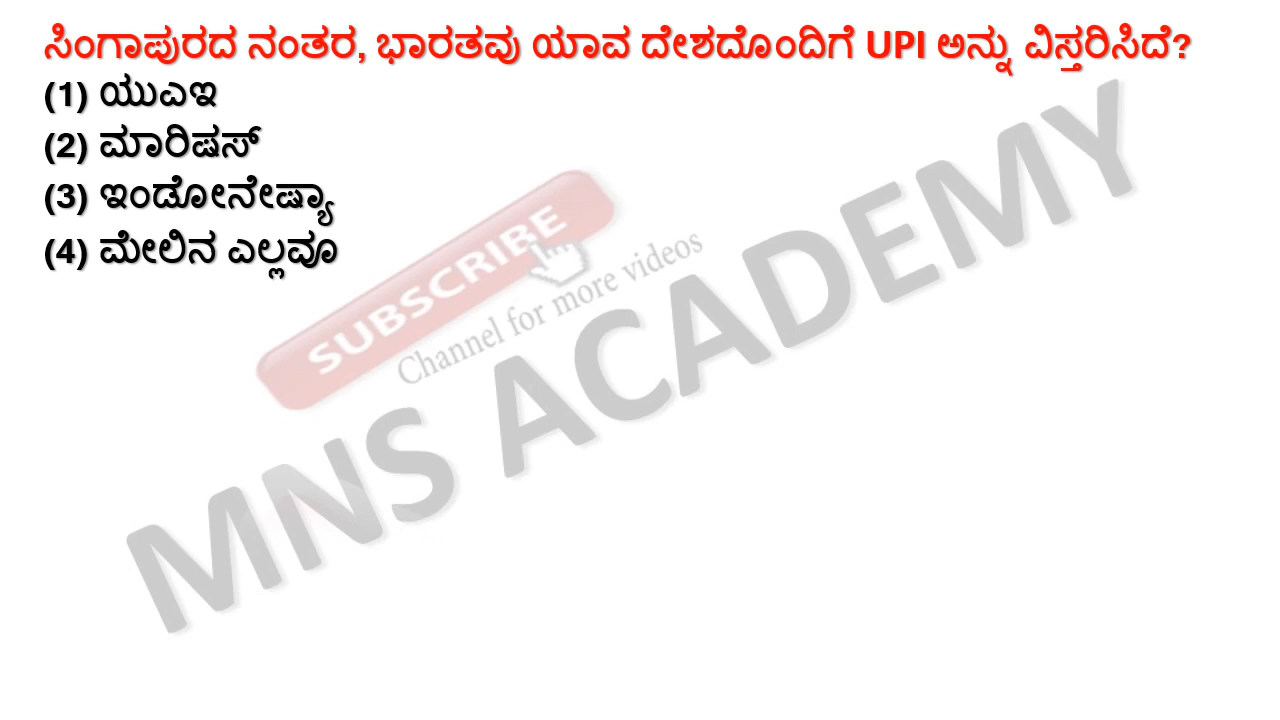 ಸಿಂಗಾಪುರದ ನಂತರ, ಭಾರತವು ಯಾವ ದೇಶದೊಂದಿಗೆ UPI ಅನ್ನು ವಿಸ್ತರಿಸಿದೆ?
(1) ಯುಎಇ
(2) ಮಾರಿಷಸ್
(3) ಇಂಡೋನೇಷ್ಯಾ
(4) ಮೇಲಿನ ಎಲ್ಲವೂ
SUBSCRIBE
Channel for more videos
MNS ACADEMY